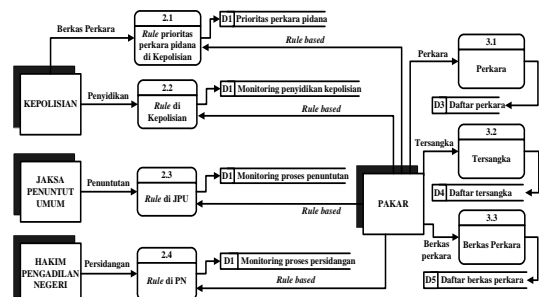 Berkas Perkara
2.1
Rule prioritas
perkara pidana
di Kepolisian
D1 Prioritas perkara pidana
Rule based
KEPOLISIAN
Penyidikan
2.2
Rule di
Kepolisian
D1 Monitoring penyidikan kepolisian
Rule based
JAKSA
PENUNTUT
UMUM
Penuntutan
2.3
Rule di JPU
D1 Monitoring proses penuntutan
Rule based
HAKIM
PENGADILAN
NEGERI
Persidangan
2.4
Rule di PN
D1 Monitoring proses persidangan
Rule based
PAKAR
Perkara
3.1
Perkara
D3 Daftar perkara
Tersangka
3.2
Tersangka
D4 Daftar tersangka
Berkas
perkara
3.3
Berkas Perkara
D5 Daftar berkas perkara